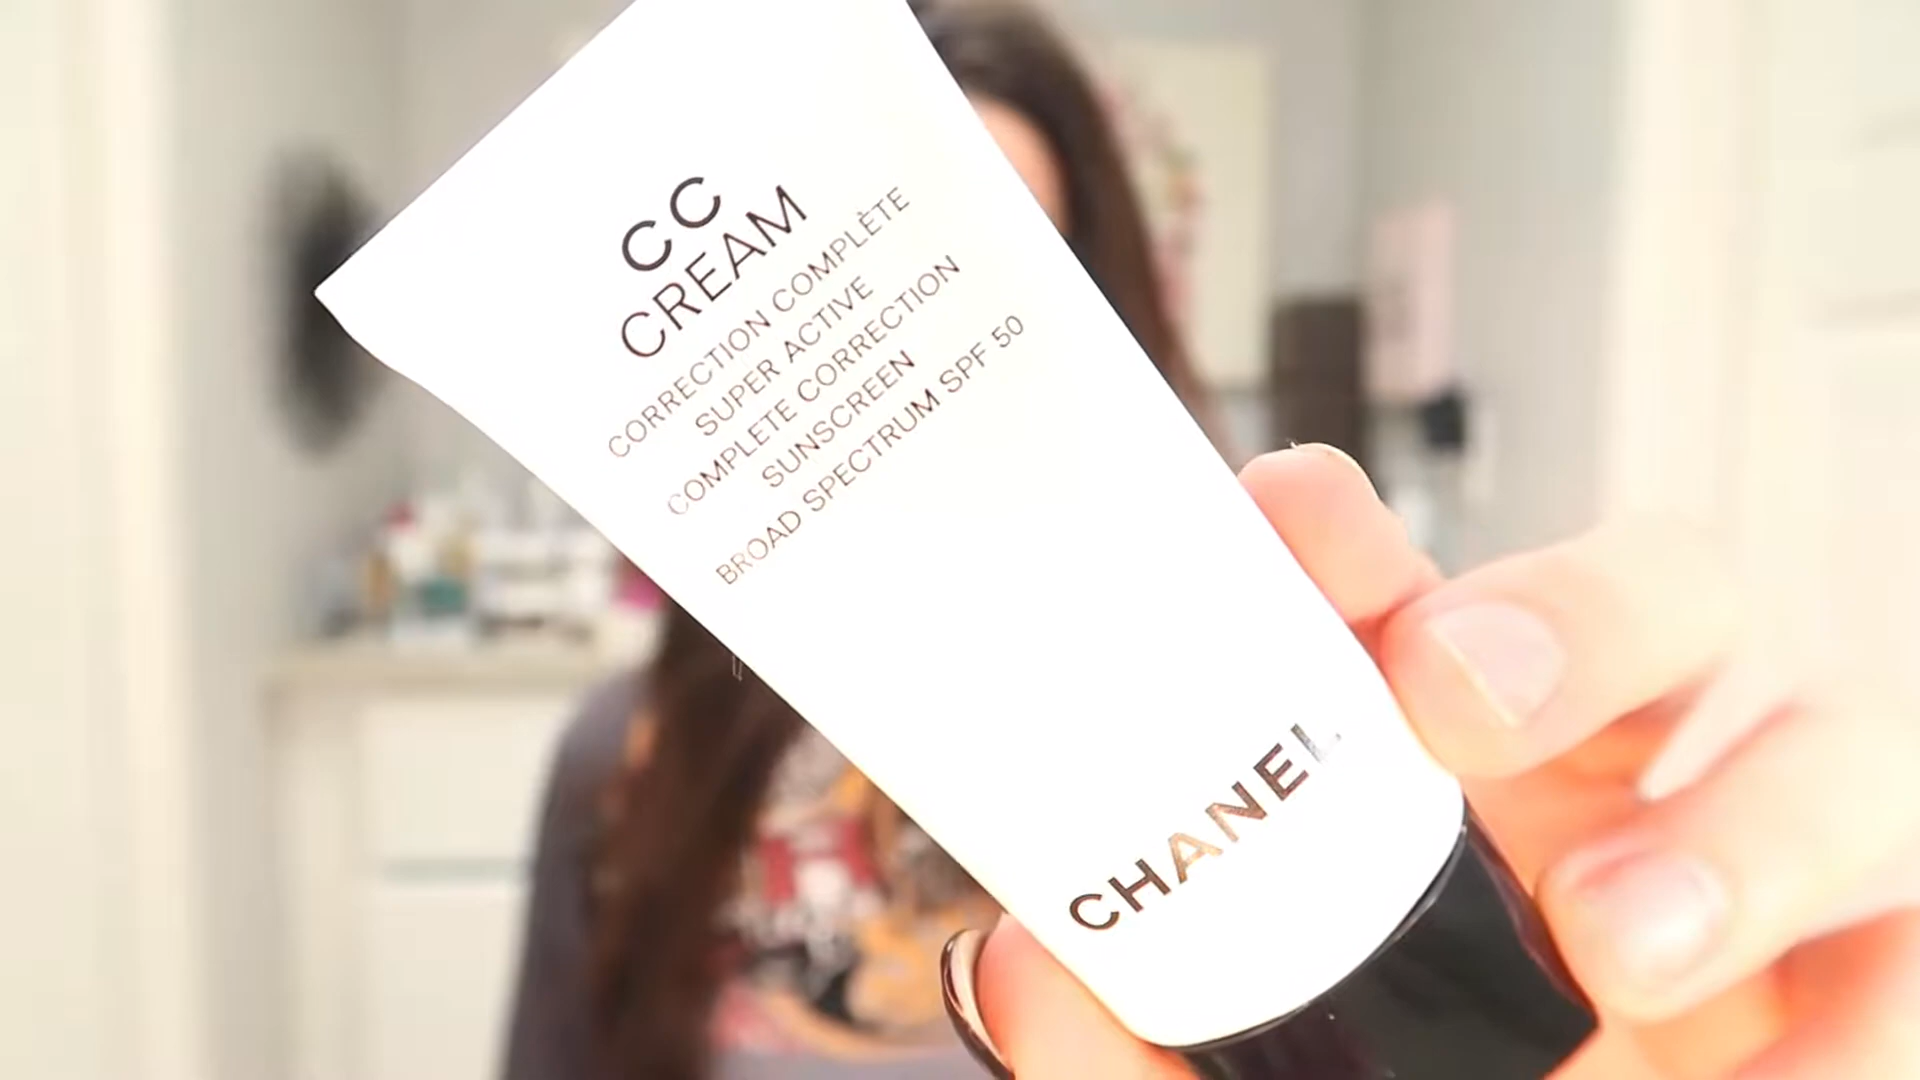 CC
CREAM
CORRECTION COMPLÈTE
SUPER ACTIVE
COMPLETE CORRECTION
SUNSCREEN
BROAD SPECTRUM SPF 50
CHANEL